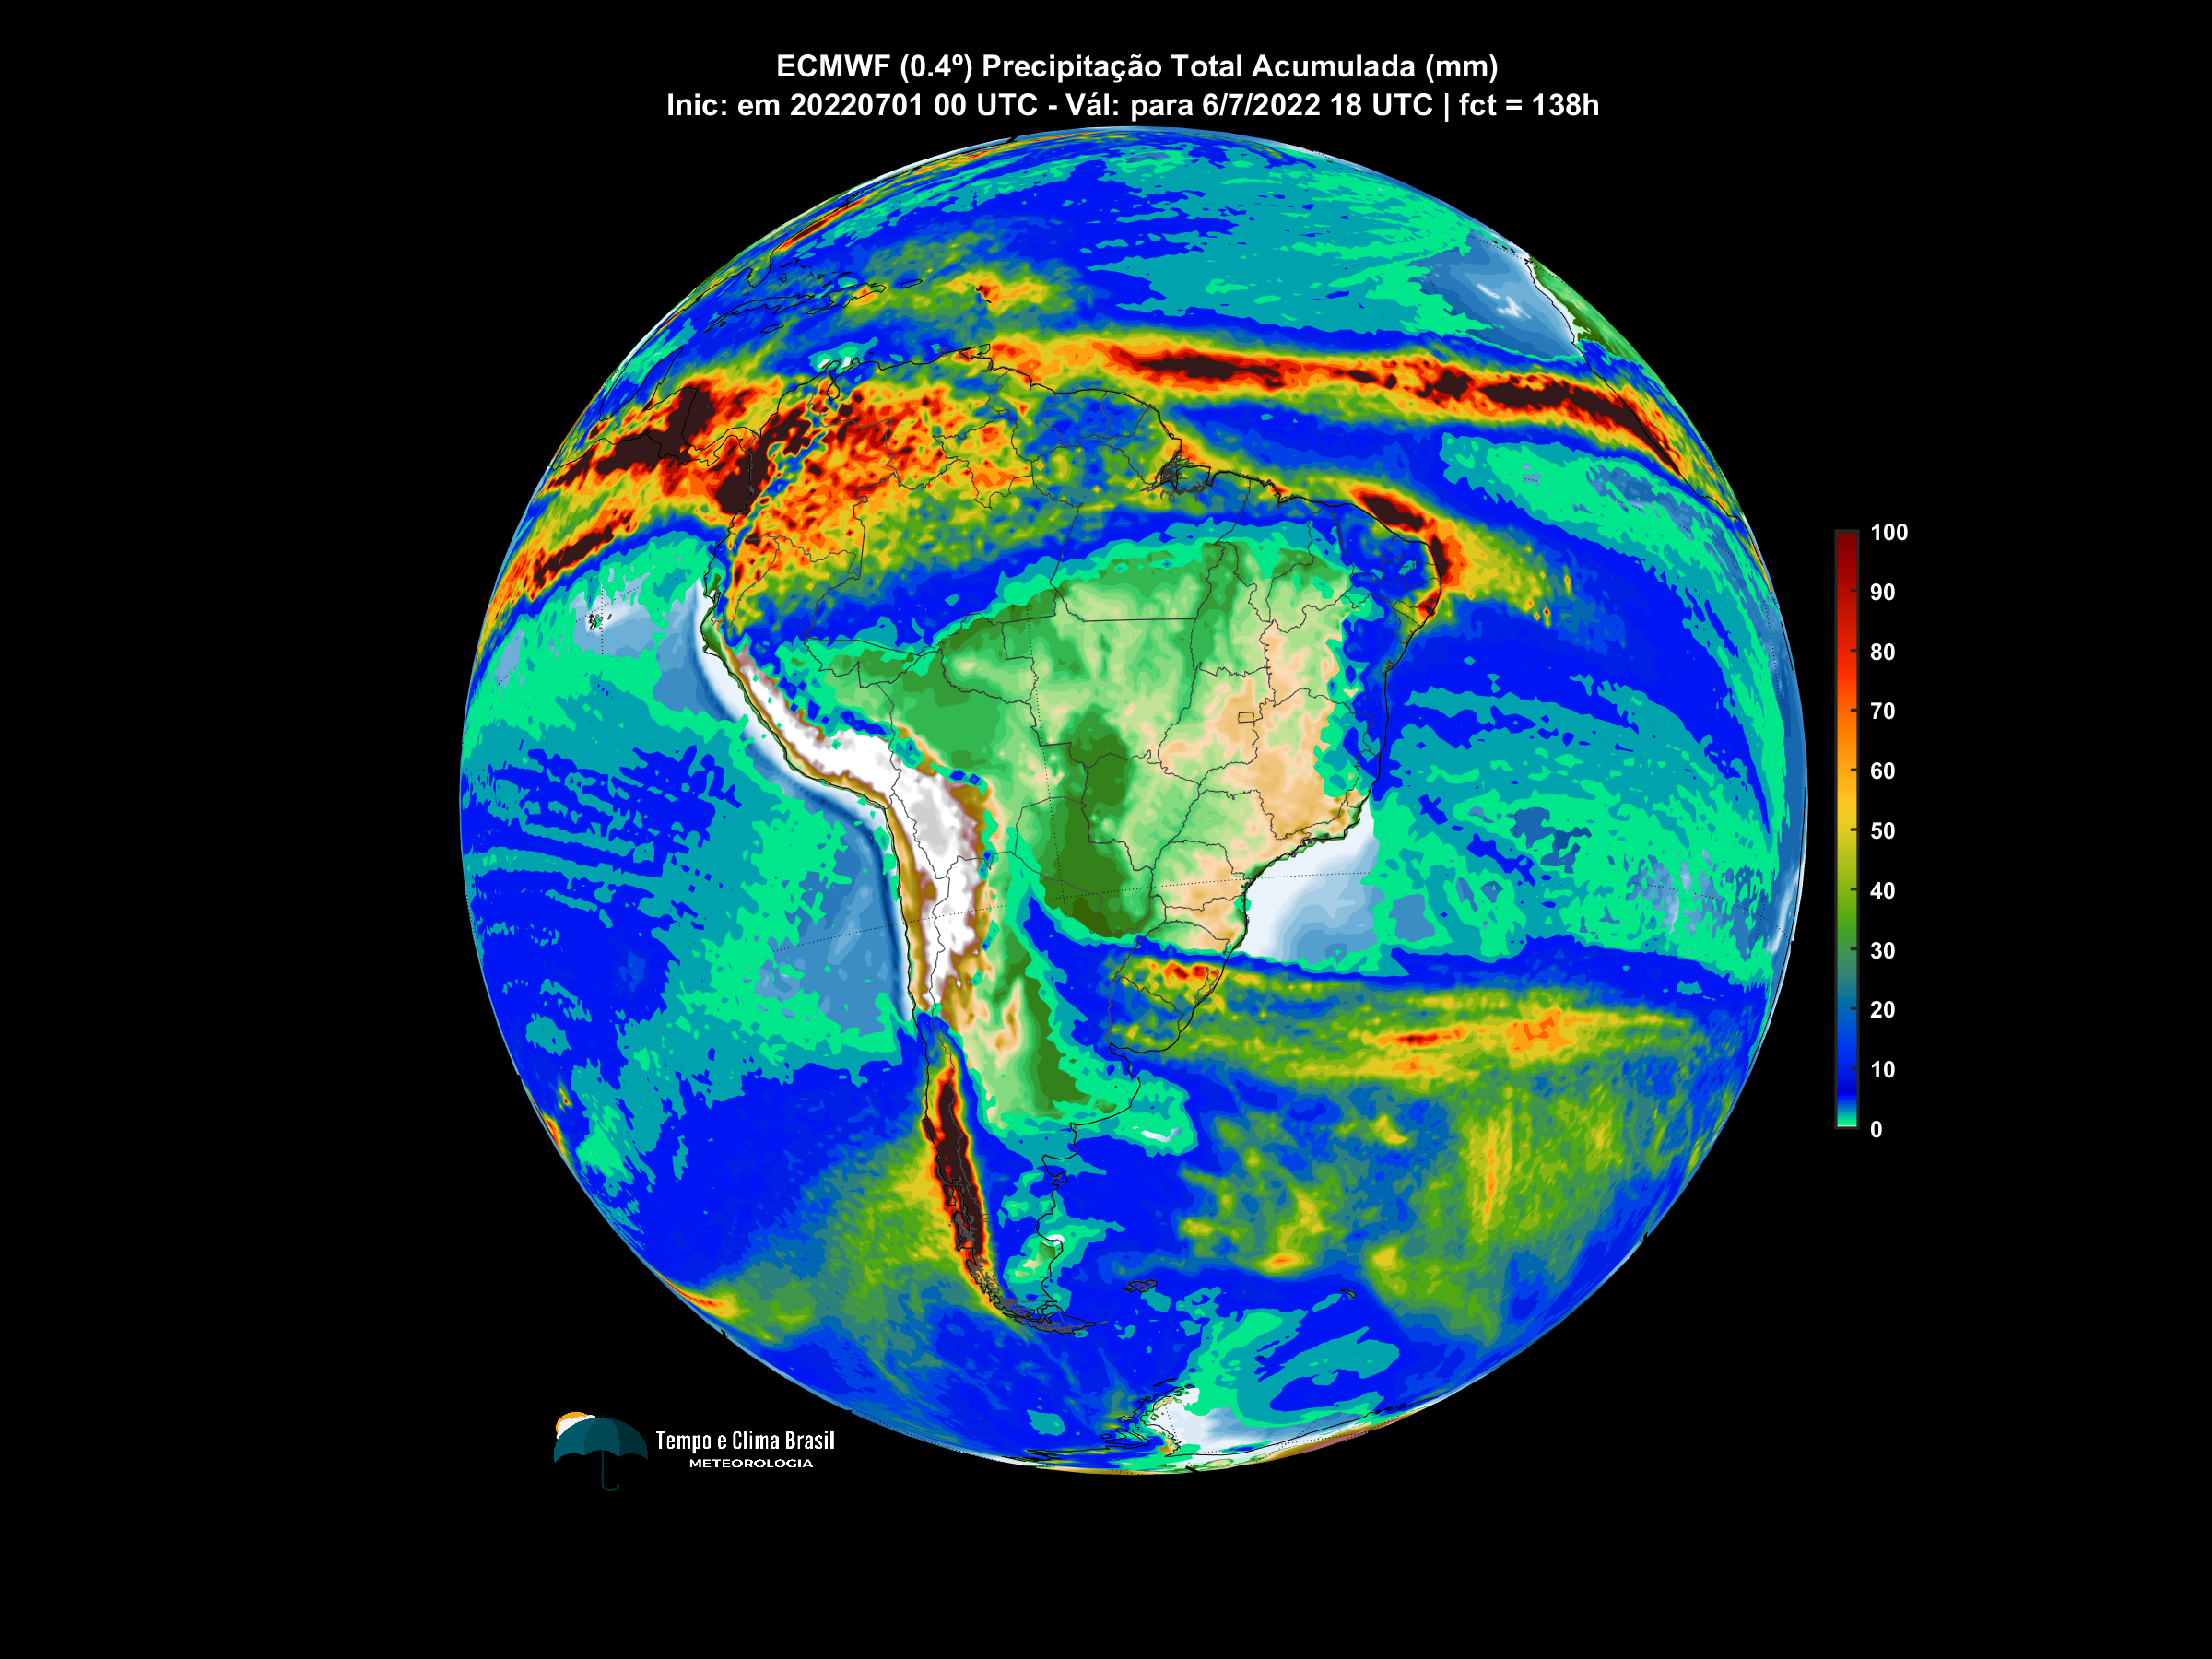 ECMWF (0.4º) Precipitação Total Acumulada (mm)
Inic: em 20220701 00 UTC - Vál: para 6/7/2022 18 UTC | fct = 138h
100
90
80
70
60
50
40
30
20
10
0
Tempo e Clima Brasil
METEOROLOGIA